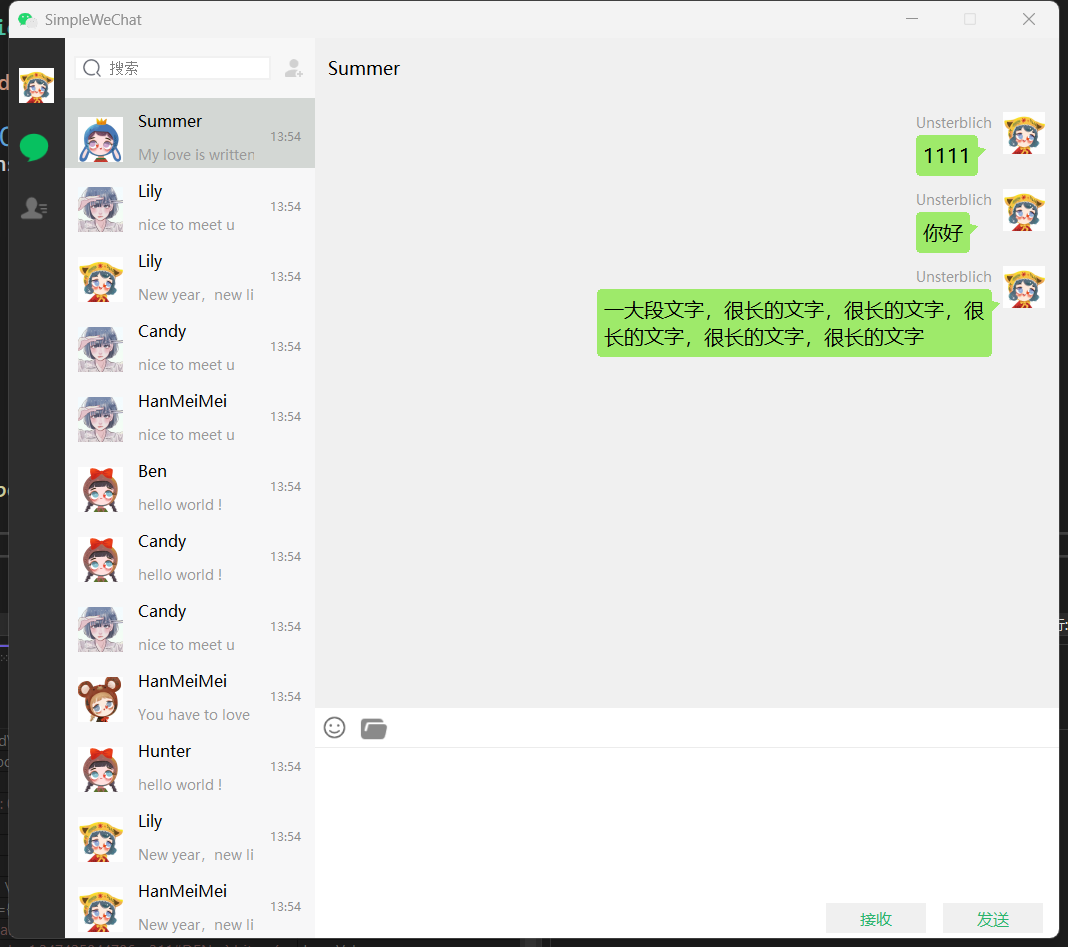 SimpleWeChat
搜索
Summer
13:54
My love is written
Lily
13:54
nice to meet u
Lily
13:54
New year，new li
Candy
13:54
nice to meet u
HanMeiMei
13:54
nice to meet u
Ben
13:54
hello world !
Candy
13:54
hello world !
Candy
13:54
nice to meet u
HanMeiMei
13:54
You have to love
Hunter
13:54
hello world !
Lily
13:54
New year，new li
HanMeiMei
13:54
New year，new li
Summer
Unsterblich
1111
Unsterblich
你好
Unsterblich
一大段文字，很长的文字，很长的文字，很
长的文字，很长的文字，很长的文字
接收
发送